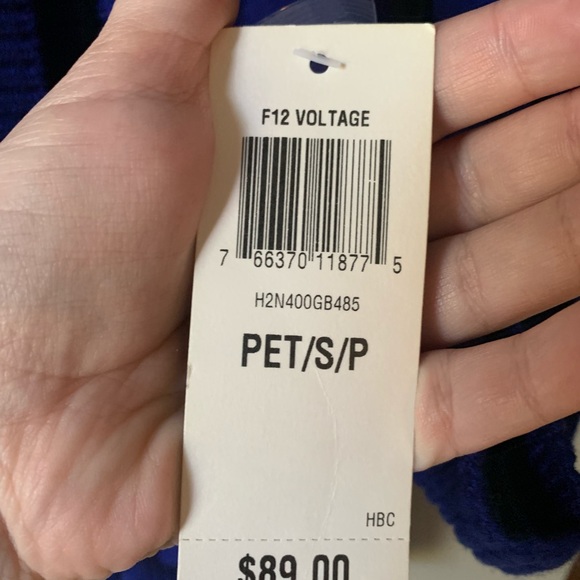 F12 VOLTAGE
7 66370 11877 5
H2N400GB485
PET/S/P
HBC
$89.00